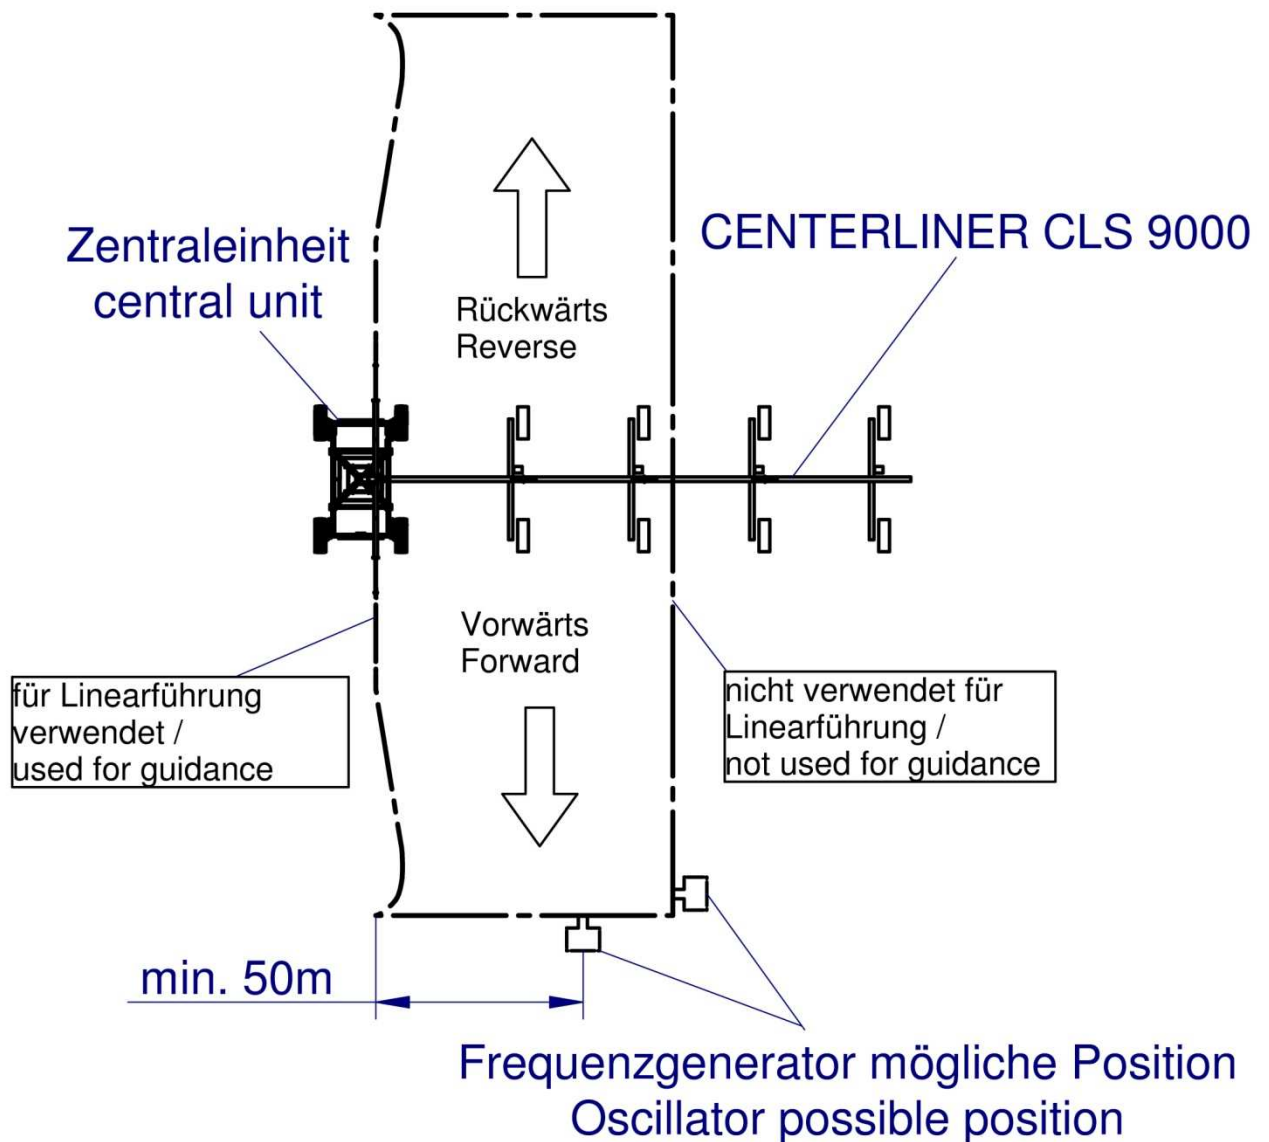 Zentraleinheit
central unit
CENTERLINER CLS 9000
Rückwärts
Reverse
Vorwärts
Forward
für Linearführung
verwendet /
used for guidance
nicht verwendet für
Linearführung /
not used for guidance
min. 50m
Frequenzgenerator mögliche Position
Oscillator possible position